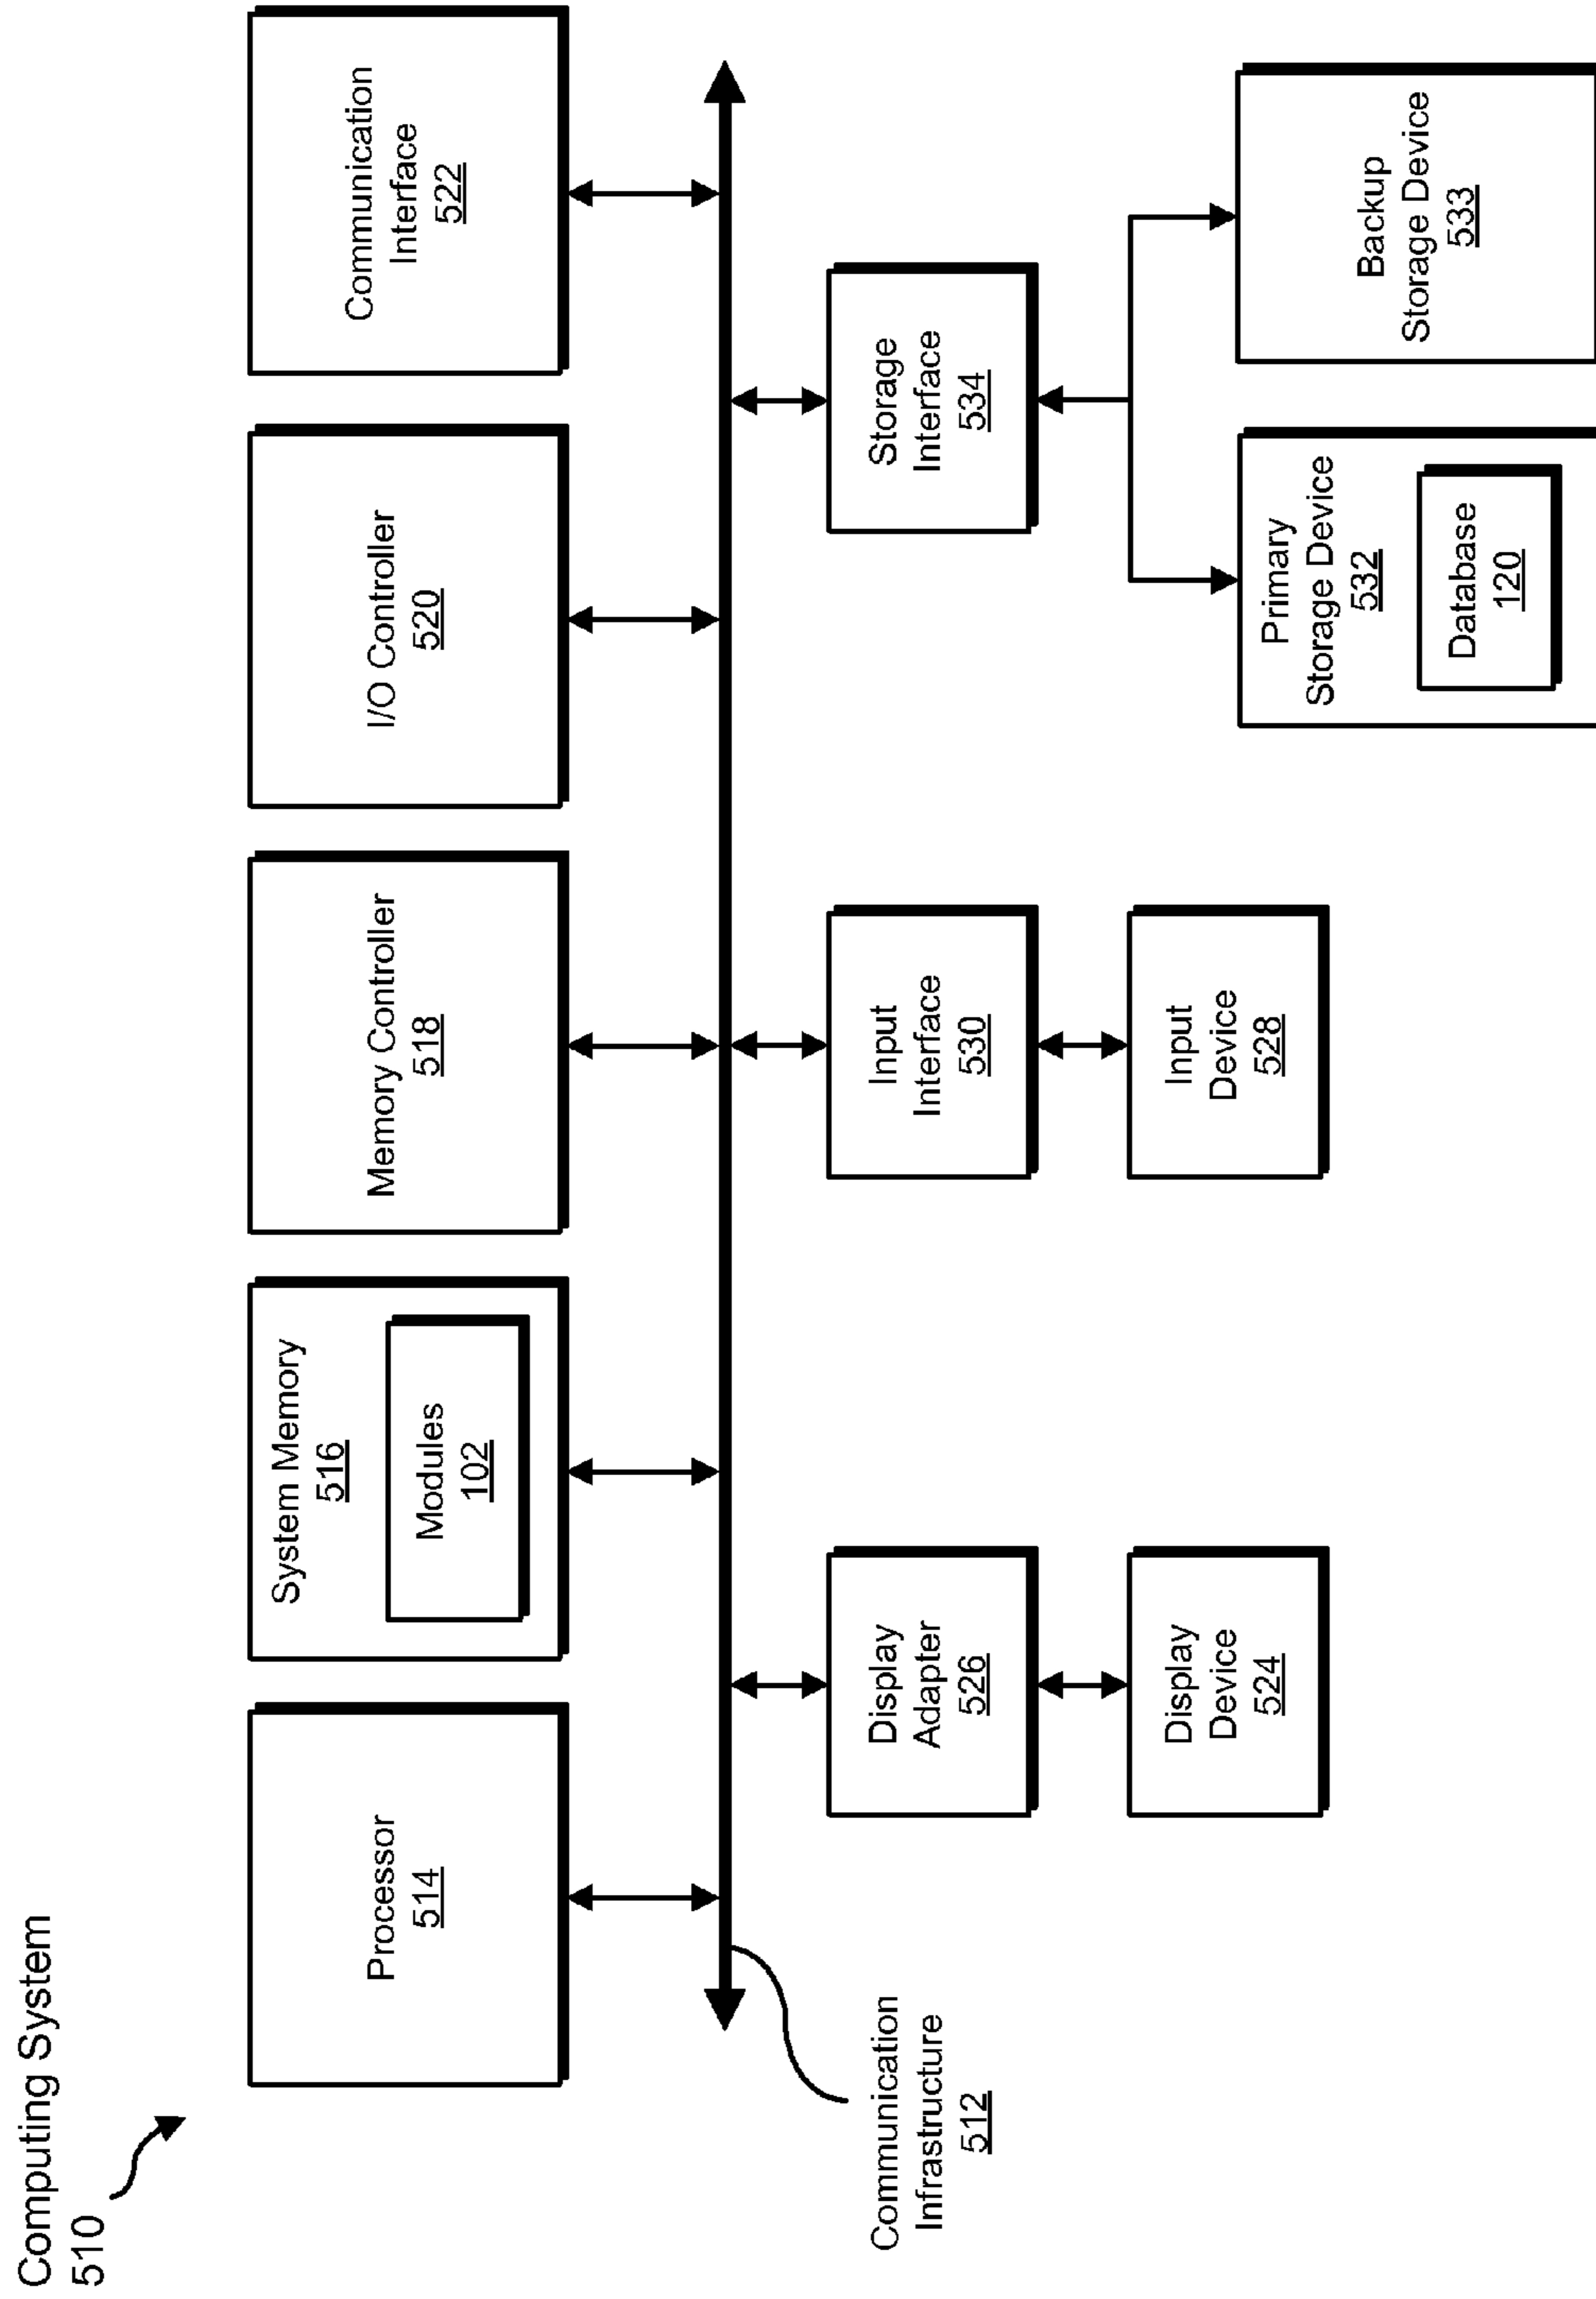 Computing System
510
Processor
514
System Memory
516
Modules
102
Memory Controller
518
I/O Controller
520
Communication
Interface
522
Communication
Infrastructure
512
Display
Adapter
526
Input
Interface
530
Storage
Interface
534
Display
Device
524
Input
Device
528
Primary
Storage Device
532
Database
120
Backup
Storage Device
533